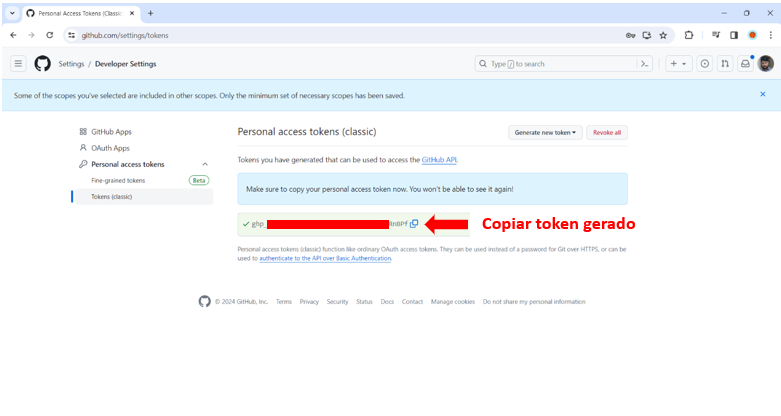 Personal Access Tokens (Classic)
github.com/settings/tokens
Settings / Developer Settings
Type / to search
Some of the scopes you've selected are included in other scopes. Only the minimum set of necessary scopes has been saved.
GitHub Apps
OAuth Apps
Personal access tokens
Fine-grained tokens Beta
Tokens (classic)
Personal access tokens (classic)
Generate new token
Revoke all
Tokens you have generated that can be used to access the GitHub API.
Make sure to copy your personal access token now. You won't be able to see it again!
ghp_
Copiar token gerado
Personal access tokens (classic) function like ordinary OAuth access tokens. They can be used instead of a password for Git over HTTPS, or can be
used to authenticate to the API over Basic Authentication.
© 2024 GitHub, Inc. Terms Privacy Security Status Docs Contact Manage cookies Do not share my personal information